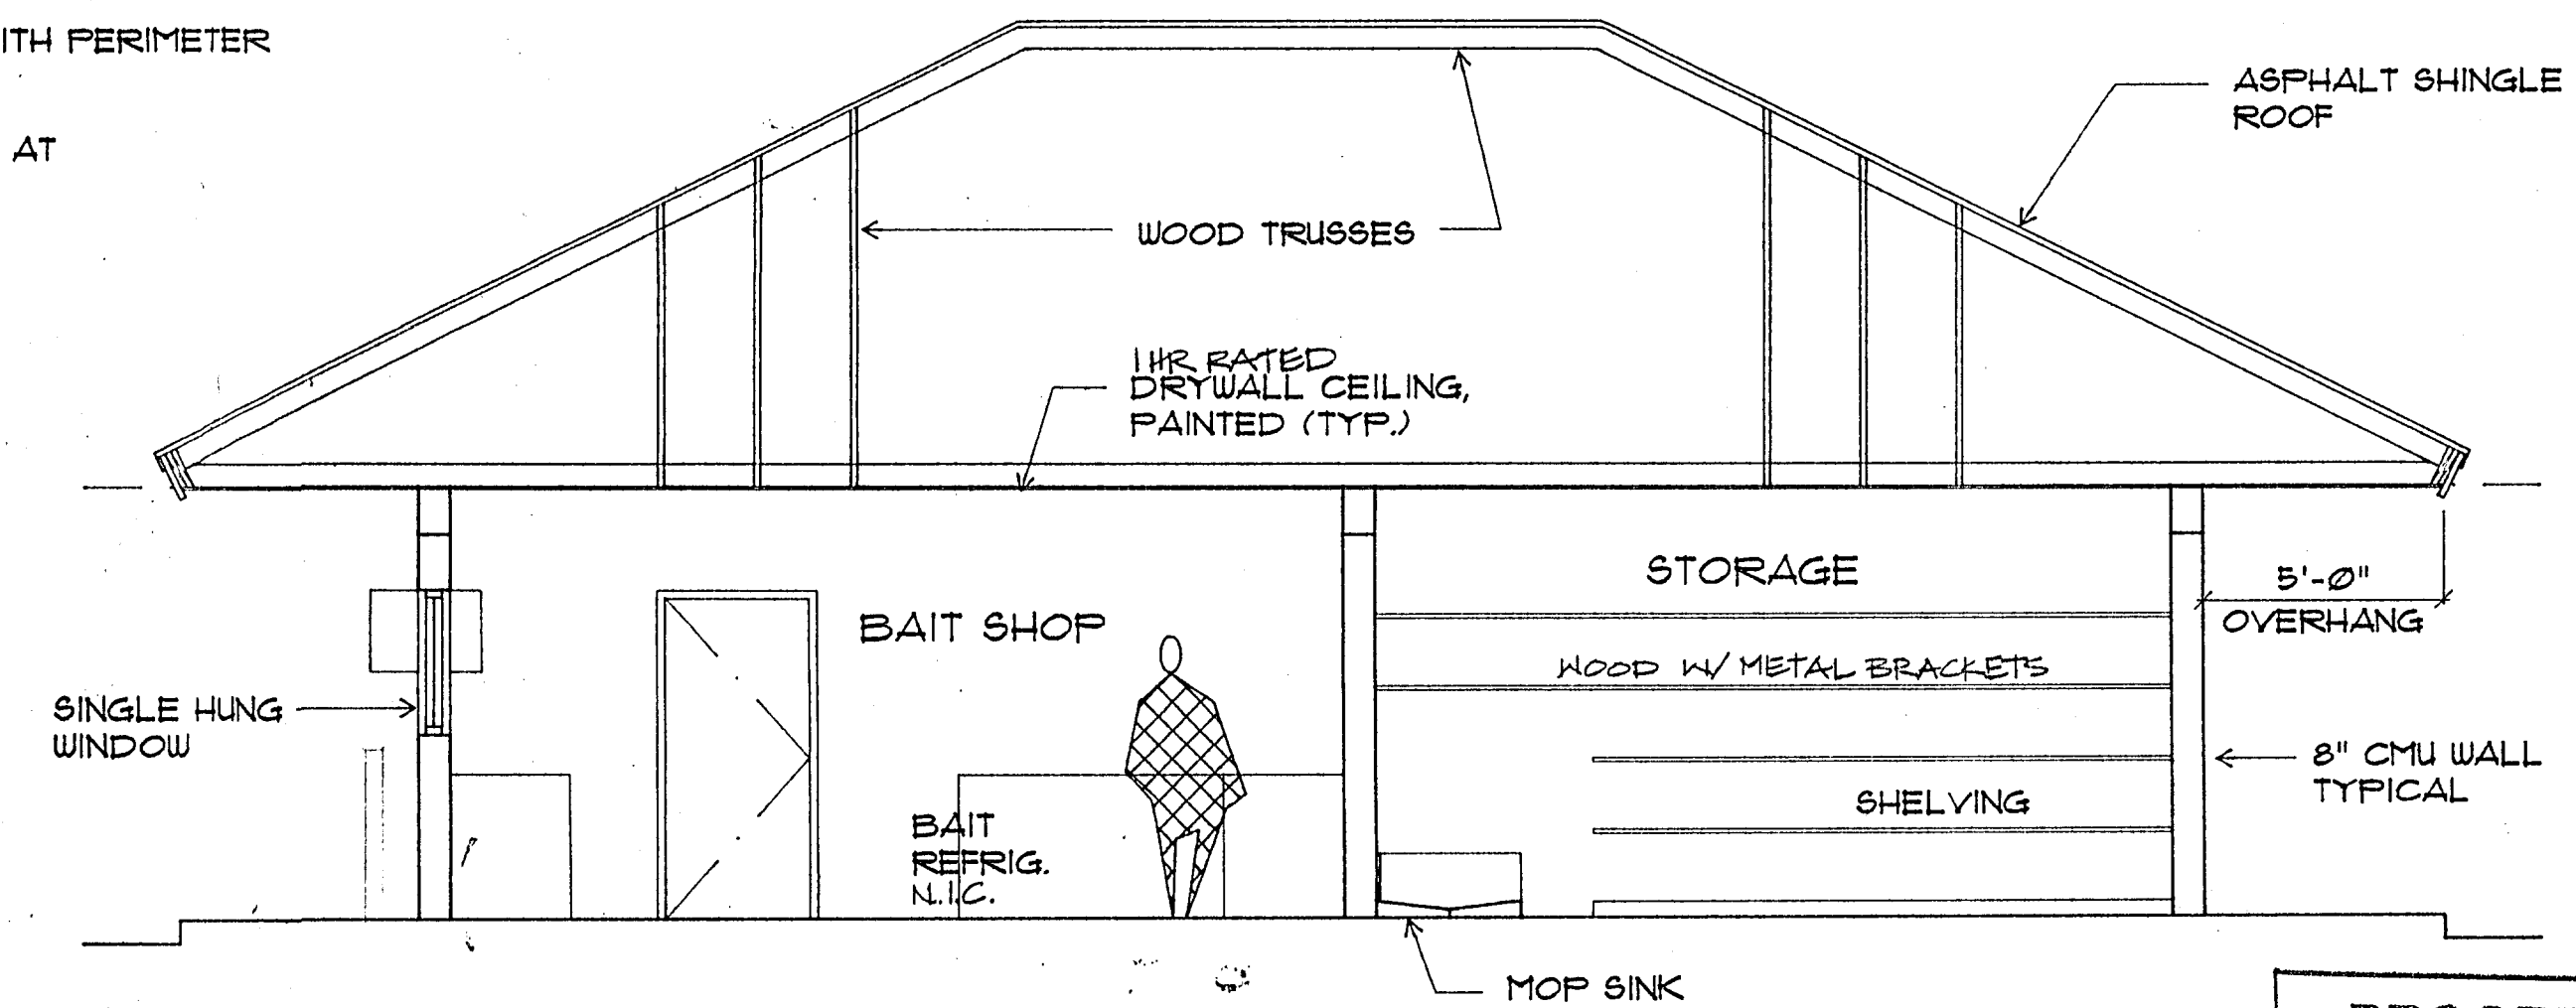 ITH PERIMETER
AT
ASPHALT SHINGLE
ROOF
WOOD TRUSSES
1 HR RATED
DRYWALL CEILING,
PAINTED (TYP.)
STORAGE
5'-0"
OVERHANG
BAIT SHOP
WOOD W/ METAL BRACKETS
SINGLE HUNG
WINDOW
8" CMU WALL
TYPICAL
SHELVING
BAIT
REFRIG.
N.I.C.
MOP SINK